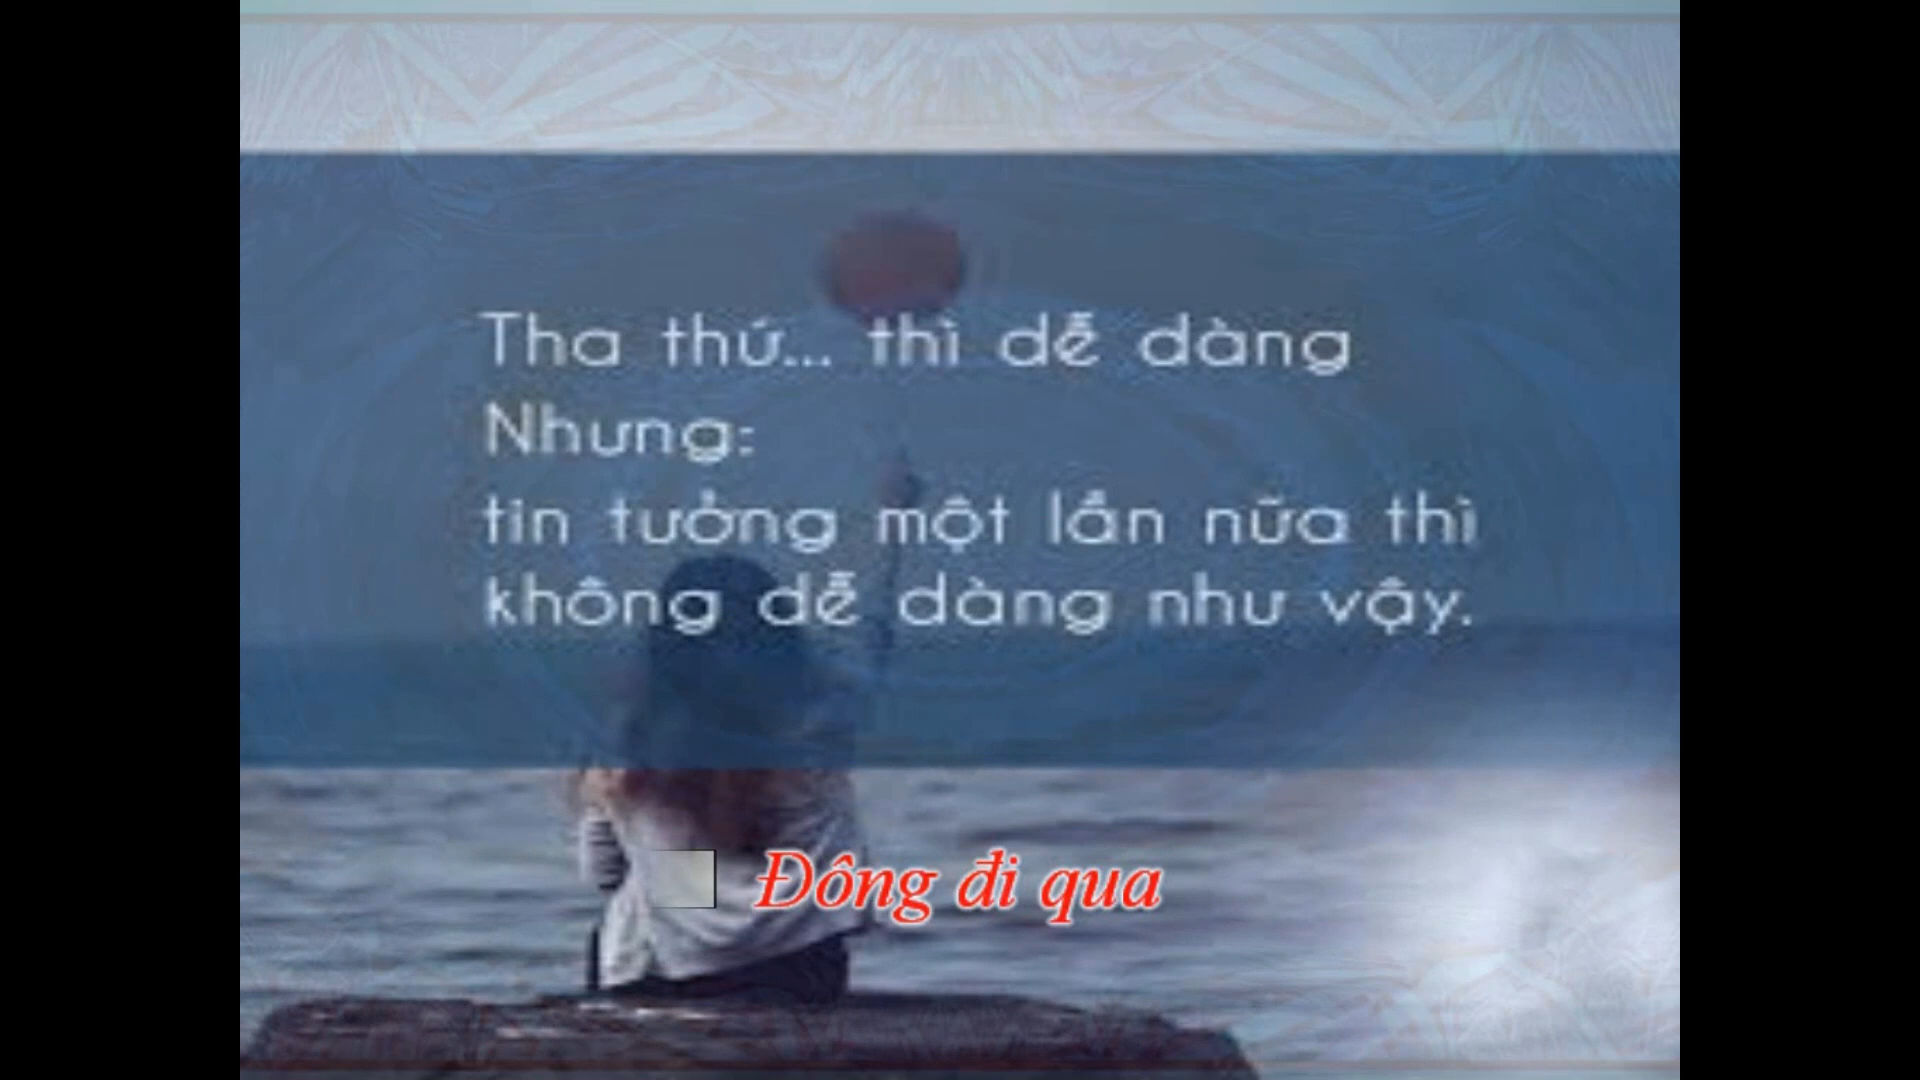 Tha thứ... thì dễ dàng
Nhưng:
tin tưởng một lần nữa thì
không dễ dàng như vậy.
Đông đi qua